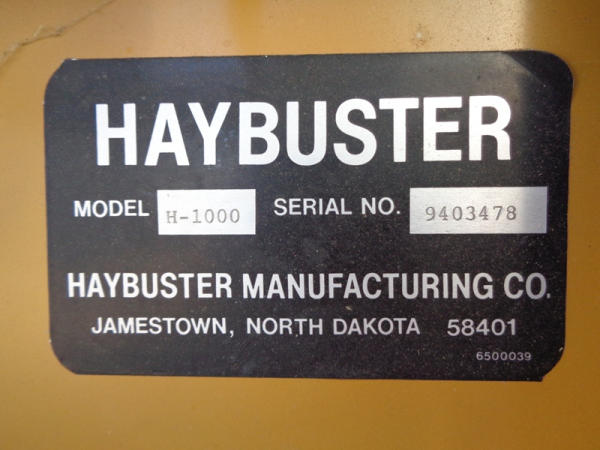 HAYBUSTER
MODEL H-1000 SERIAL NO. 9403478
HAYBUSTER MANUFACTURING CO.
JAMESTOWN, NORTH DAKOTA 58401
6500039